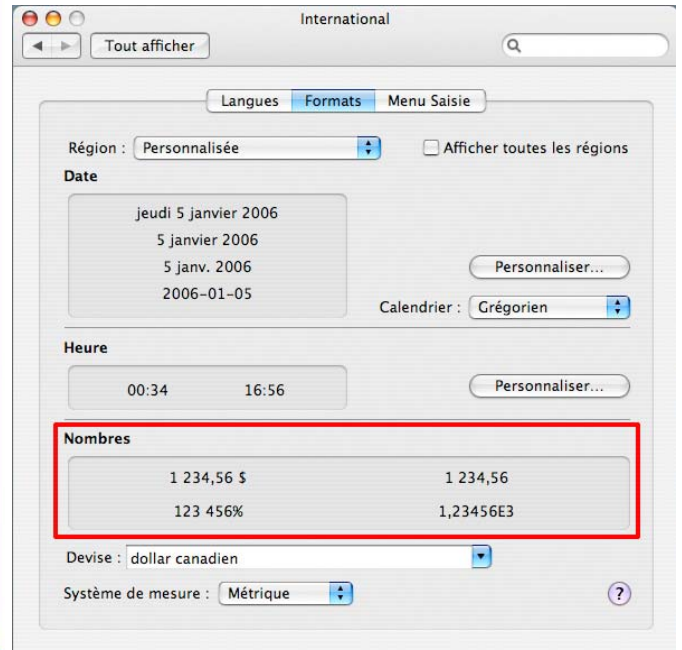 International
Tout afficher
Langues Formats Menu Saisie
Région : Personnalisée Afficher toutes les régions
Date
jeudi 5 janvier 2006
5 janvier 2006
5 janv. 2006
2006-01-05
Personnaliser...
Calendrier : Grégorien
Heure
00:34 16:56 Personnaliser...
Nombres
1 234,56 $ 1 234,56
123 456% 1,23456E3
Devise : dollar canadien
Système de mesure : Métrique ?